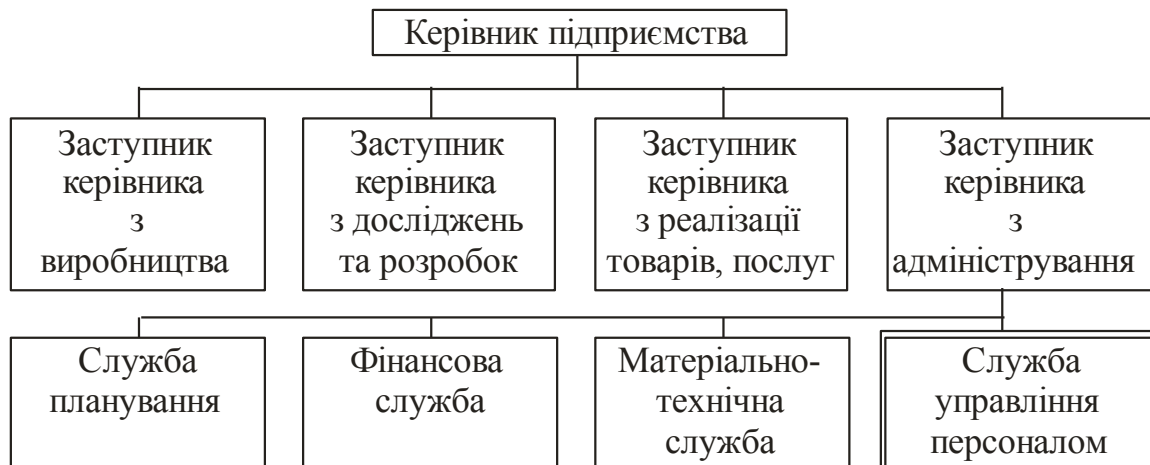 Керівник підприємства
Заступник
керівника
з
виробництва
Заступник
керівника
з досліджень
та розробок
Заступник
керівника
з реалізації
товарів, послуг
Заступник
керівника
з
адміністрування
Служба
планування
Фінансова
служба
Матеріально-
технічна
служба
Служба
управління
персоналом